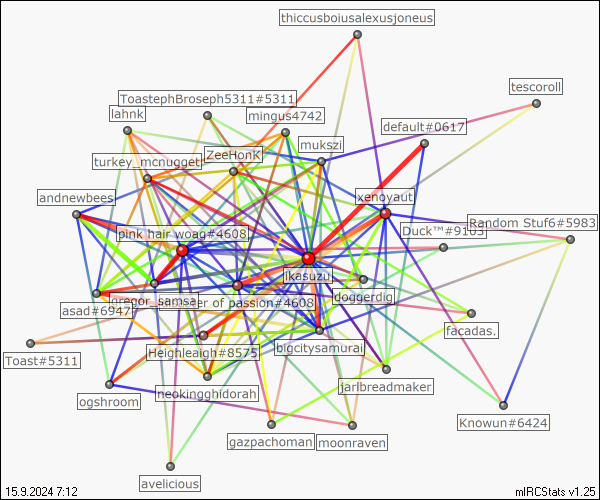 thiccusboiusalexusjoneus
tescoroll
ToastephBroseph5311#5311
lahnk
mingus4742
default#0617
mukszi
ZeeHonK
turkey_mcnugget
andnewbees
xenoyaut
Random Stuf6#5983
Duck™#9103
pink hair woag#4608
jikasuzu
doggerdig
gregor_samsa
er of passion#4608
asad#6947
facadas.
bigcitysamurai
Heighleaigh#8575
Toast#5311
jarlbreadmaker
neokingghidorah
ogshroom
Knowun#6424
gazpachoman
moonraven
avelicious
15.9.2024 7:12
mIRCStats v1.25